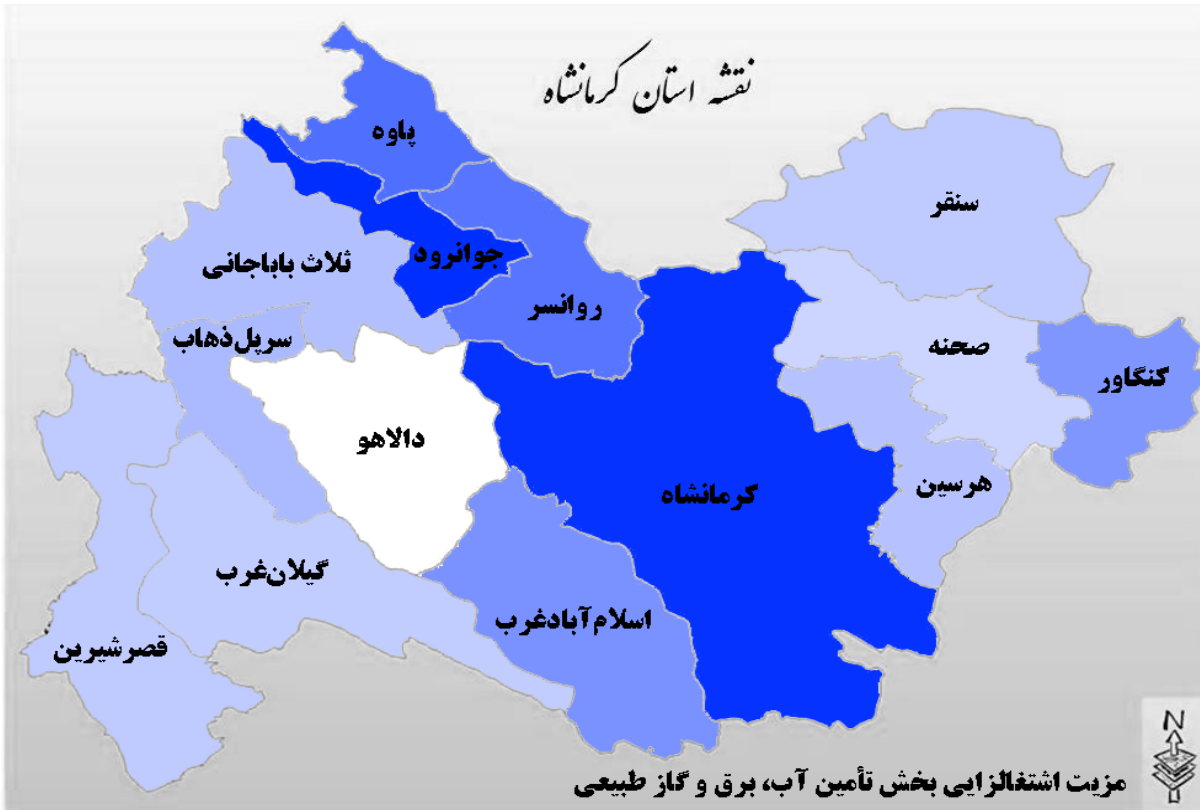 نقشه استان کرمانشاه
پاوه
سنقر
جوانرود
ثلاث باباجانی
روانسر
سرپل‌ذهاب
صحنه
کنگاور
دالاهو
هرسین
کرمانشاه
گیلان‌غرب
اسلام‌آبادغرب
قصرشیرین
N
مزیت اشتغالزایی بخش تأمین آب، برق و گاز طبیعی